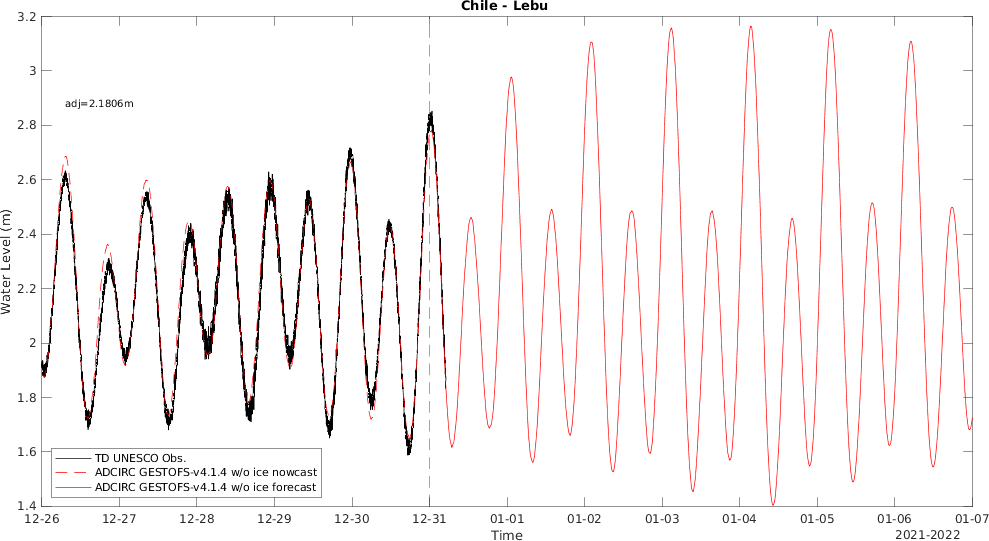 Chile - Lebu
3.2
3
2.8
2.6
2.4
2.2
2
1.8
1.6
1.4
Water Level (m)
adj=2.1806m
TD UNESCO Obs.
ADCIRC GESTOFS-v4.1.4 w/o ice nowcast
ADCIRC GESTOFS-v4.1.4 w/o ice forecast
12-26 12-27 12-28 12-29 12-30 12-31 01-01 01-02 01-03 01-04 01-05 01-06 01-07
Time
2021-2022